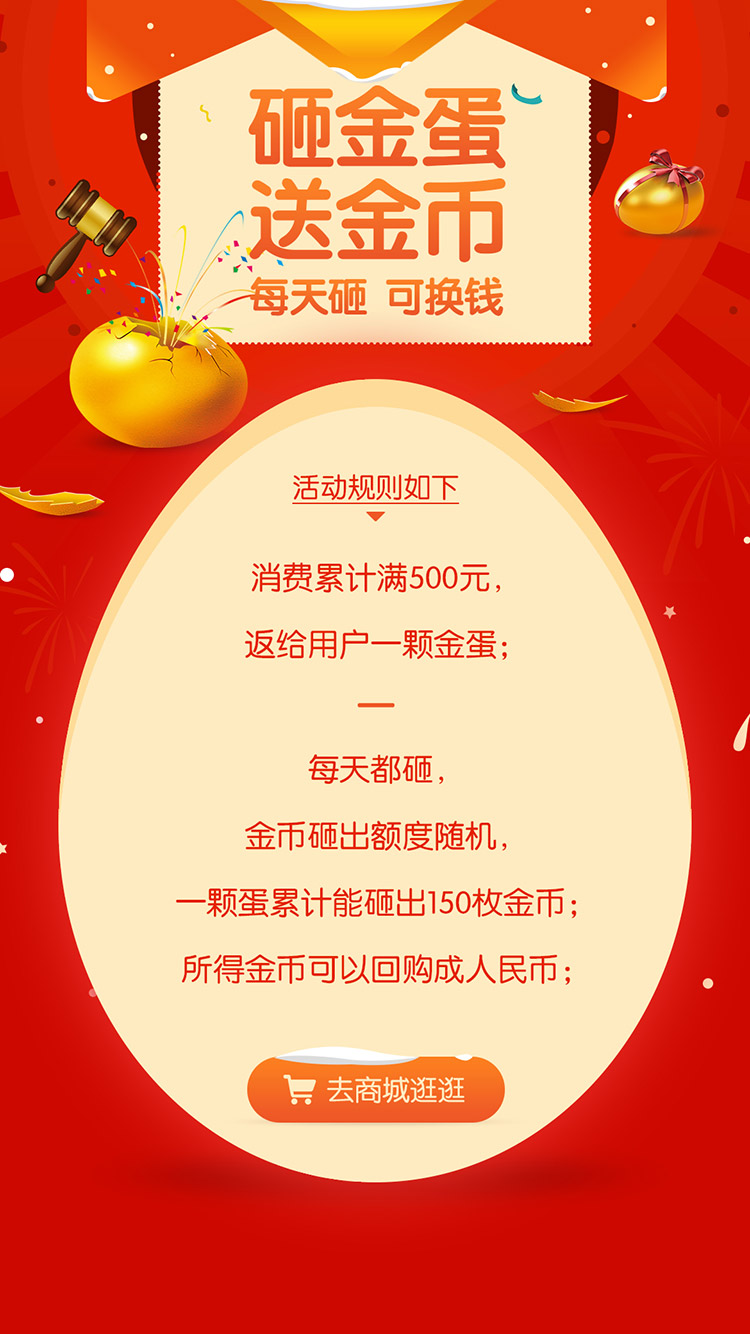 砸金蛋
送金币
每天砸 可换钱
活动规则如下
消费累计满500元，
返给用户一颗金蛋；
每天都砸，
金币砸出额度随机，
一颗蛋累计能砸出150枚金币；
所得金币可以回购成人民币；
去商城逛逛